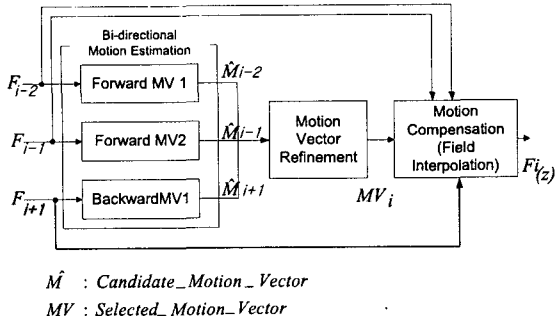 Bi-directional
Motion Estimation
F_{i-2}
Forward MV 1
M̂_{i-2}
F_{i-1}
Forward MV2
M̂_{i-1}
Motion
Vector
Refinement
MV_i
Motion
Compensation
(Field
Interpolation)
Fi_{(z)}
F_{i+1}
BackwardMV1
M̂_{i+1}
M̂ : Candidate_Motion_Vector
MV : Selected_Motion_Vector